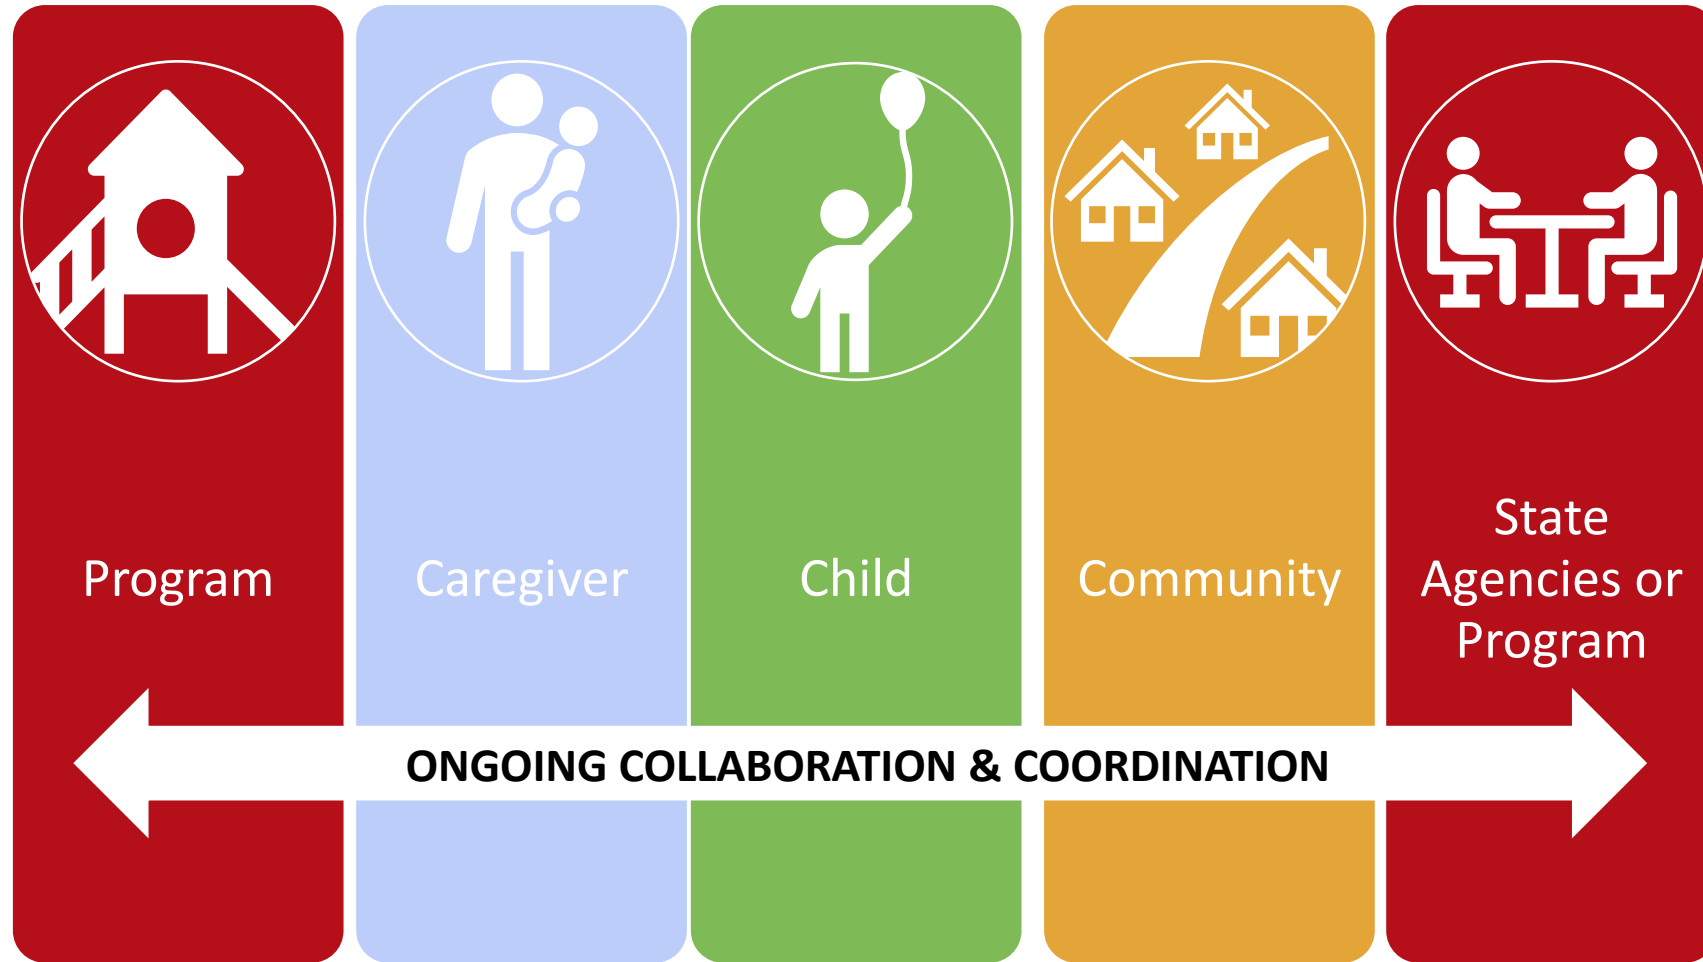 Program
Caregiver
Child
Community
State
Agencies or
Program
ONGOING COLLABORATION & COORDINATION